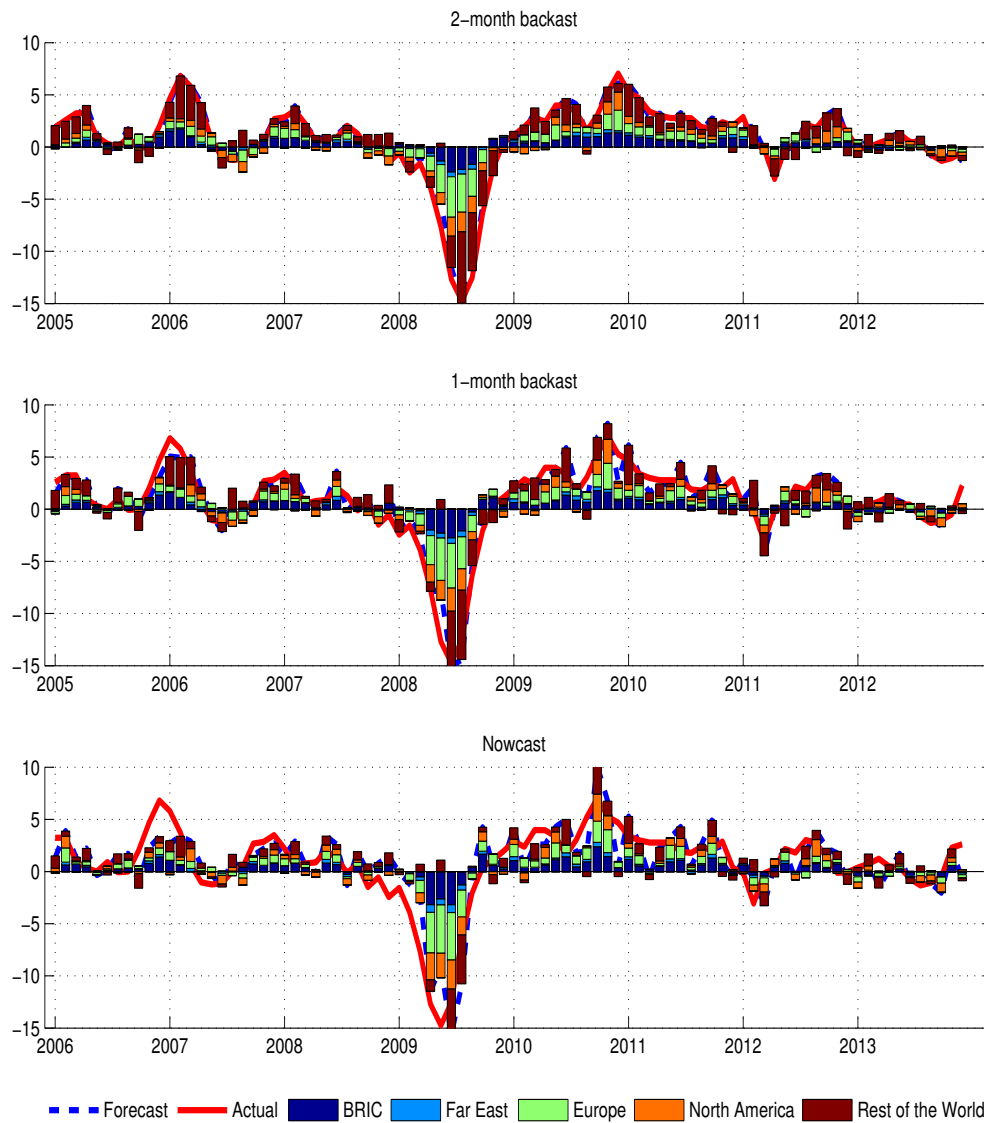 2−month backast
10
5
0
−5
−10
−15
2005 2006 2007 2008 2009 2010 2011 2012
1−month backast
10
5
0
−5
−10
−15
2005 2006 2007 2008 2009 2010 2011 2012
Nowcast
10
5
0
−5
−10
−15
2006 2007 2008 2009 2010 2011 2012 2013
Forecast Actual BRIC Far East Europe North America Rest of the World